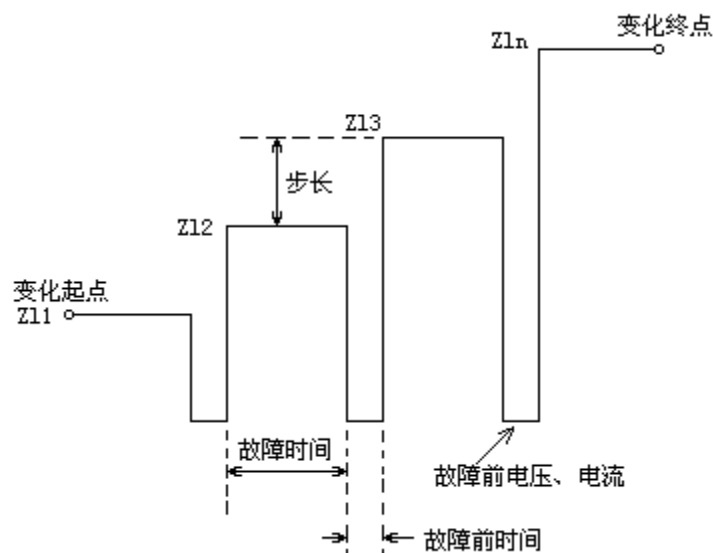 变化终点
Zln
Zl3
步长
Zl2
变化起点
Zl1
故障时间
故障前电压、电流
故障前时间